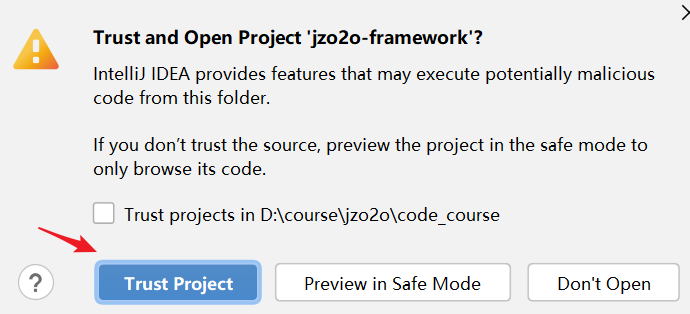 Trust and Open Project 'jzo2o-framework'?
IntelliJ IDEA provides features that may execute potentially malicious
code from this folder.
If you don’t trust the source, preview the project in the safe mode to
only browse its code.
Trust projects in D:\course\jzo2o\code_course
?
Trust Project
Preview in Safe Mode
Don't Open